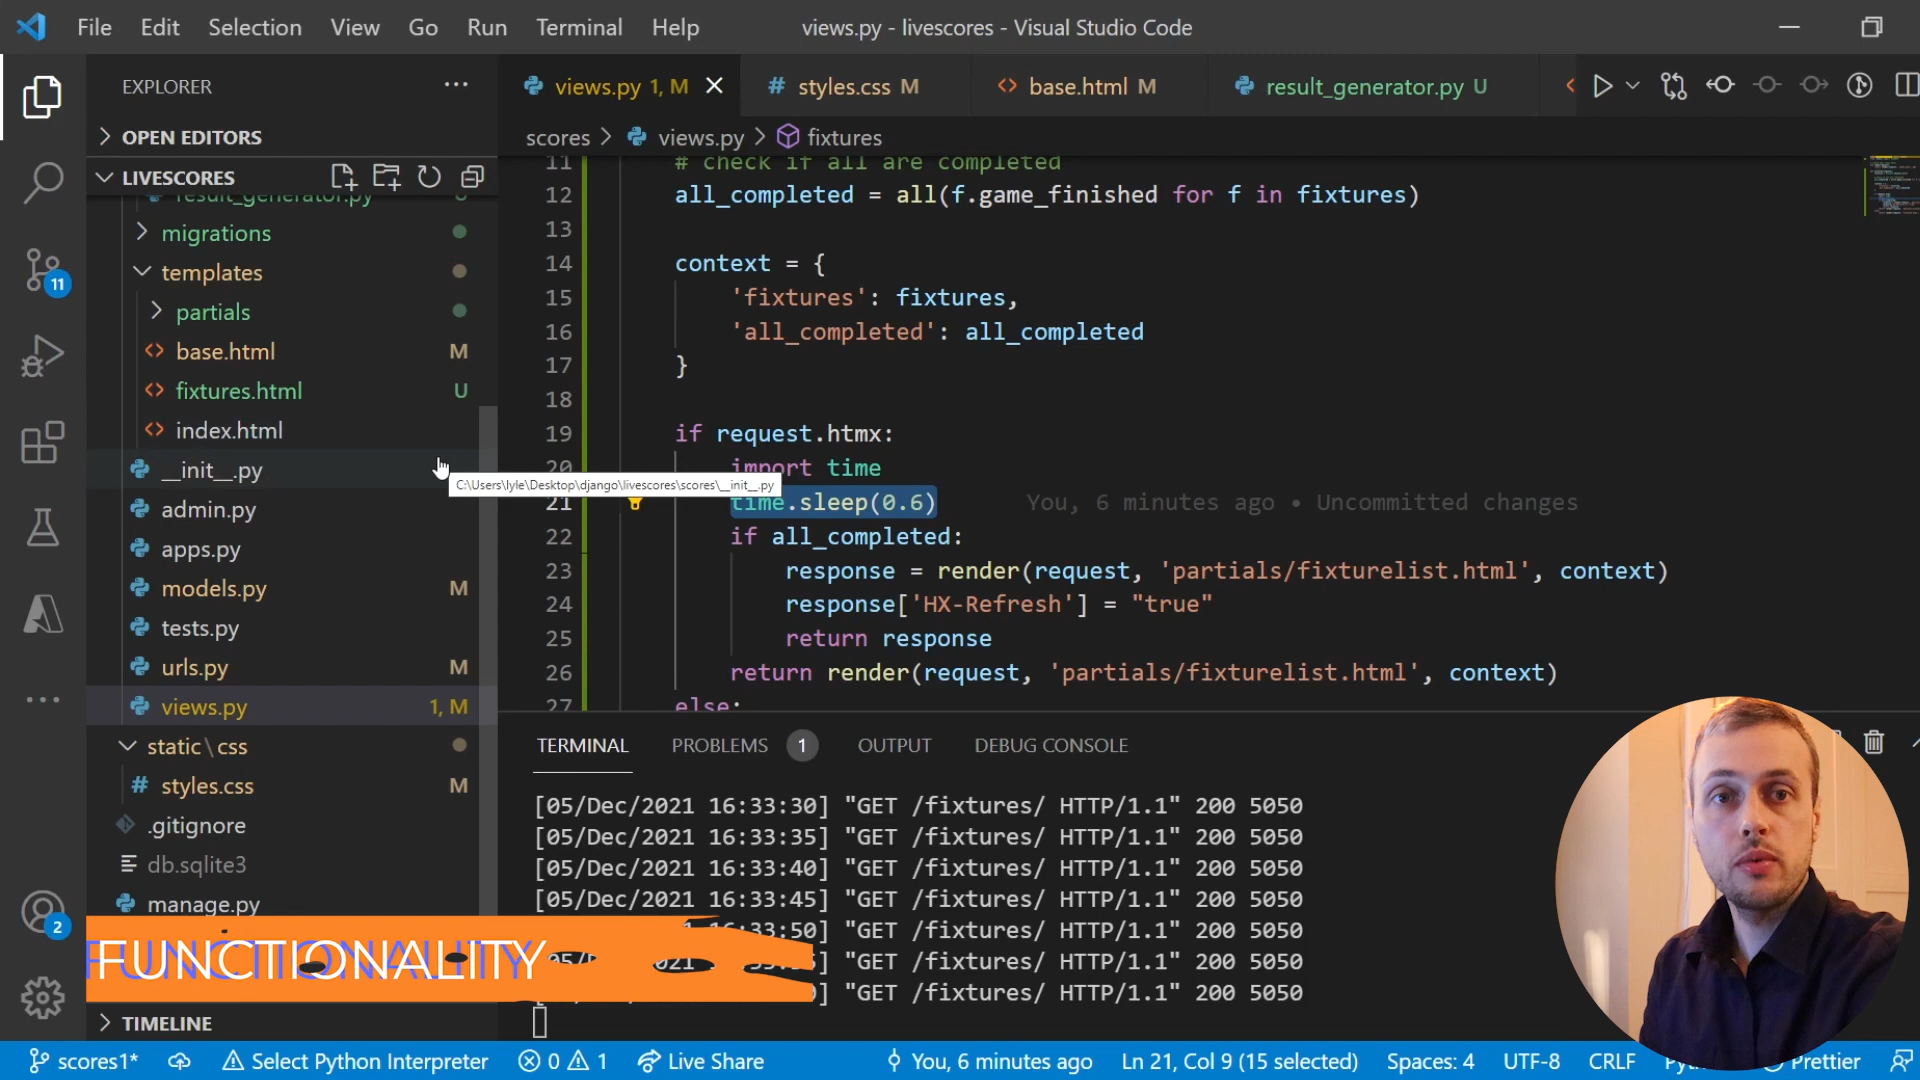 File Edit Selection View Go Run Terminal Help views.py - livescores - Visual Studio Code
EXPLORER
OPEN EDITORS
LIVESCORES
result_generator.py
migrations
templates
partials
base.html M
fixtures.html U
index.html
__init__.py
admin.py
apps.py
models.py M
tests.py
urls.py M
views.py 1, M
static\css
styles.css M
.gitignore
db.sqlite3
manage.py
TIMELINE
11
2
views.py 1, M
styles.css M
base.html M
result_generator.py U
scores > views.py > fixtures
11 # check if all are completed
12 all_completed = all(f.game_finished for f in fixtures)
13
14 context = {
15 'fixtures': fixtures,
16 'all_completed': all_completed
17 }
18
19 if request.htmx:
20 import time
C:\Users\lyle\Desktop\django\livescores\scores\__init__.py
21 time.sleep(0.6) You, 6 minutes ago • Uncommitted changes
22 if all_completed:
23 response = render(request, 'partials/fixturelist.html', context)
24 response['HX-Refresh'] = "true"
25 return response
26 return render(request, 'partials/fixturelist.html', context)
27 else:
TERMINAL PROBLEMS 1 OUTPUT DEBUG CONSOLE
[05/Dec/2021 16:33:30] "GET /fixtures/ HTTP/1.1" 200 5050
[05/Dec/2021 16:33:35] "GET /fixtures/ HTTP/1.1" 200 5050
[05/Dec/2021 16:33:40] "GET /fixtures/ HTTP/1.1" 200 5050
[05/Dec/2021 16:33:45] "GET /fixtures/ HTTP/1.1" 200 5050
:33:50] "GET /fixtures/ HTTP/1.1" 200 5050
"GET /fixtures/ HTTP/1.1" 200 5050
"GET /fixtures/ HTTP/1.1" 200 5050
FUNCTIONALITY
scores1* Select Python Interpreter 0 1 Live Share You, 6 minutes ago Ln 21, Col 9 (15 selected) Spaces: 4 UTF-8 CRLF Prettier